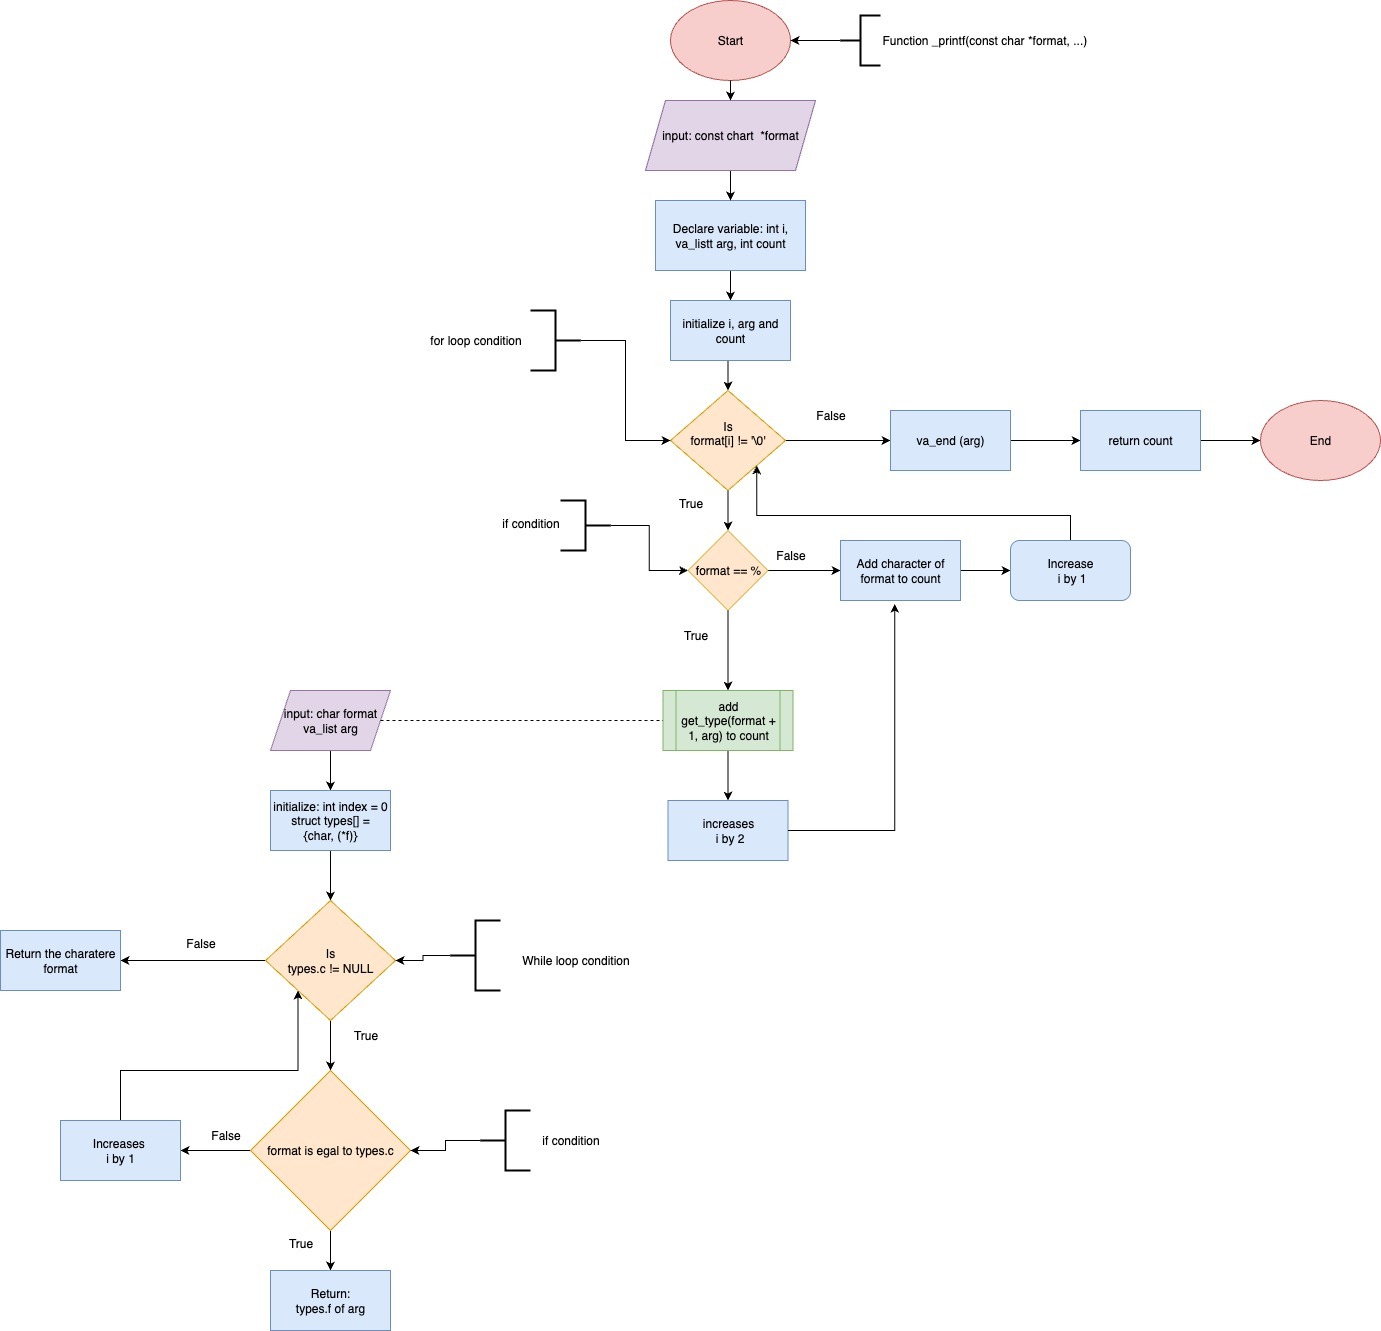 Start
Function _printf(const char *format, ...)
input: const chart  *format
Declare variable: int i,
va_listt arg, int count
initialize i, arg and
count
for loop condition
Is
format[i] != '\0'
False
va_end (arg)
return count
End
True
if condition
format == %
False
Add character of
format to count
Increase
i by 1
True
add
get_type(format +
1, arg) to count
input: char format
va_list arg
increases
i by 2
initialize: int index = 0
struct types[] =
{char, (*f)}
Is
types.c != NULL
False
Return the charatere
format
While loop condition
True
format is egal to types.c
False
Increases
i by 1
if condition
True
Return:
types.f of arg